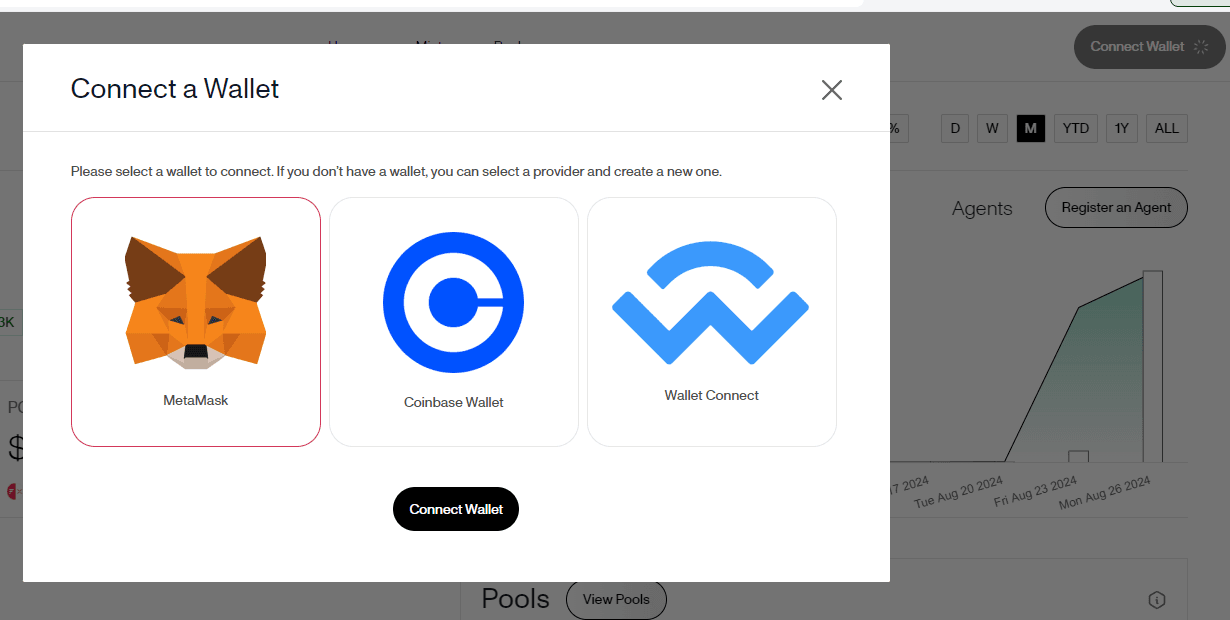 Connect Wallet
Connect a Wallet
% D W M YTD 1Y ALL
Please select a wallet to connect. If you don't have a wallet, you can select a provider and create a new one.
Agents Register an Agent
3K
MetaMask
Coinbase Wallet
Wallet Connect
$
17 2024
Tue Aug 20 2024
Fri Aug 23 2024
Mon Aug 26 2024
Connect Wallet
Pools View Pools